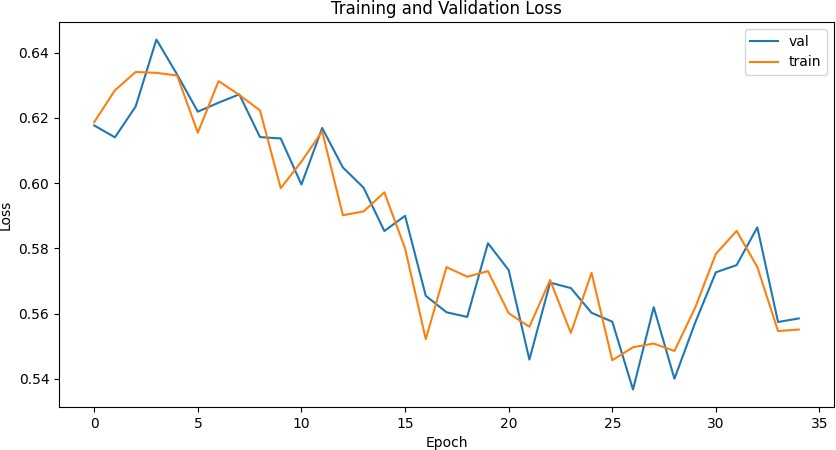 Training and Validation Loss
val
train
Loss
0.64
0.62
0.60
0.58
0.56
0.54
0 5 10 15 20 25 30 35
Epoch